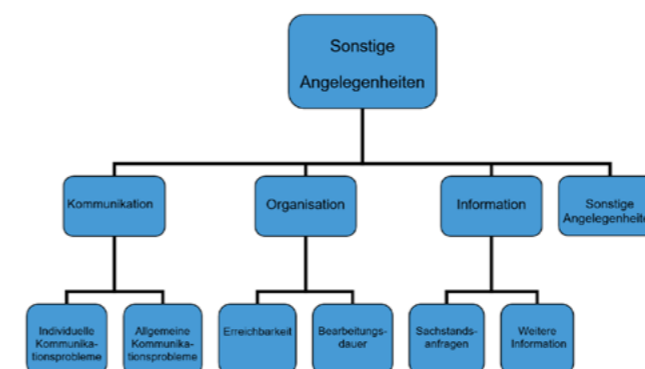 Sonstige
Angelegenheiten
Kommunikation
Organisation
Information
Sonstige
Angelegenheite
Individuelle
Kommunika-
tionsprobleme
Allgemeine
Kommunika-
tionsprobleme
Erreichbarkeit
Bearbeitungs-
dauer
Sachstands-
anfragen
Weitere
Information